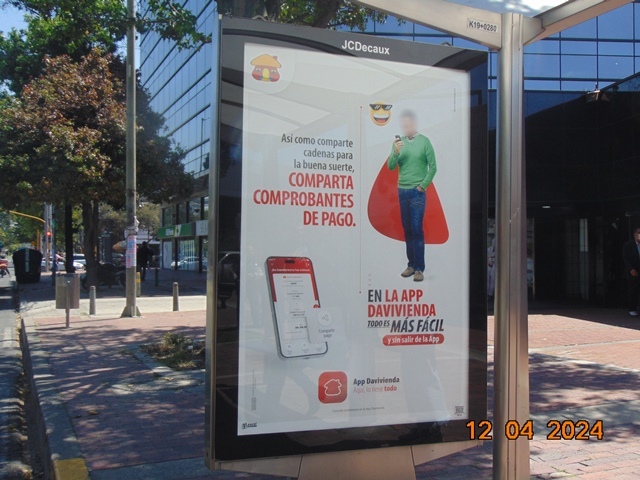 K19+0280
JCDecaux
Así como comparte
cadenas para
la buena suerte,
COMPARTA
COMPROBANTES
DE PAGO.
EN LA APP
DAVIVIENDA
TODO ES MÁS FÁCIL
y sin salir de la App
App Davivienda
Aquí, lo tiene todo
12 04 2024